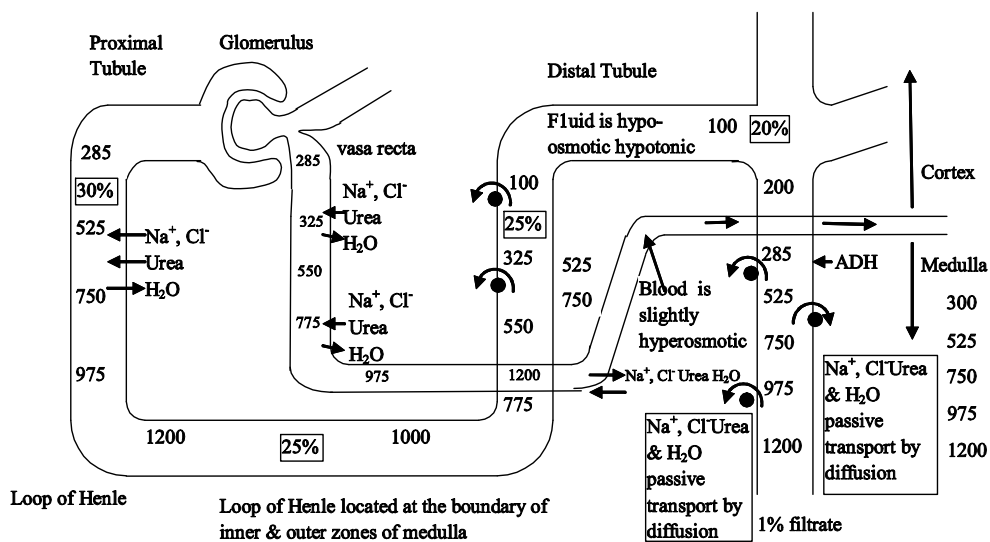 Proximal
Tubule
Glomerulus
Distal Tubule
285
30%
525
Na⁺, Cl⁻
Urea
H₂O
750
975
1200
25%
1000
285
vasa recta
Na⁺, Cl⁻
325
Urea
H₂O
550
Na⁺, Cl⁻
775
Urea
H₂O
975
1200
F1uid is hypo-
osmotic hypotonic
100
20%
100
25%
325
550
775
525
750
Blood is
slightly
hyperosmotic
Na⁺, Cl⁻ Urea H₂O
200
285
ADH
525
750
975
1200
Cortex
Medulla
300
525
750
975
1200
Na⁺, Cl⁻Urea
& H₂O
passive
transport by
diffusion
Na⁺, Cl⁻Urea
& H₂O
passive
transport by
diffusion
1% filtrate
Loop of Henle
Loop of Henle located at the boundary of
inner & outer zones of medulla